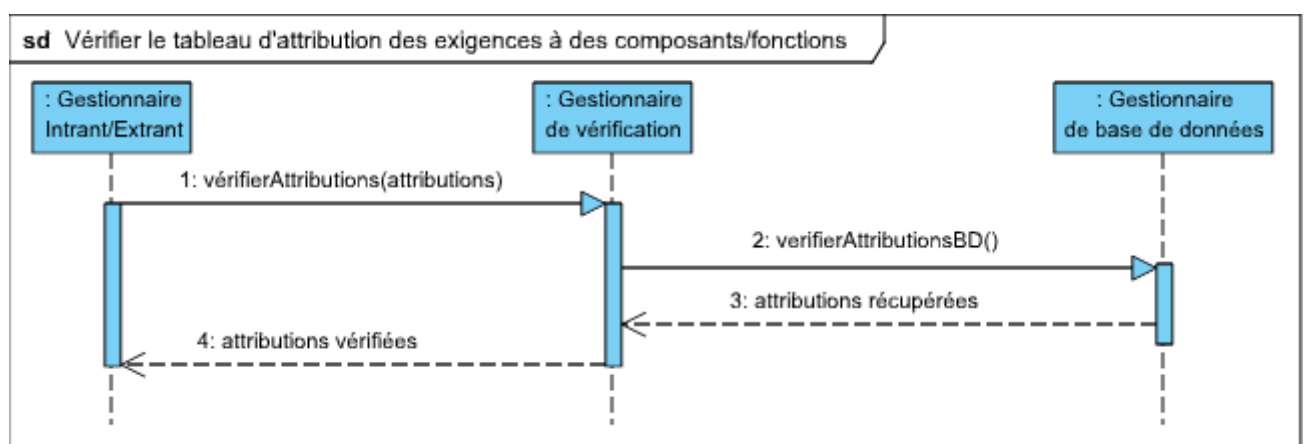 sd Vérifier le tableau d'attribution des exigences à des composants/fonctions
: Gestionnaire
Intrant/Extrant
: Gestionnaire
de vérification
: Gestionnaire
de base de données
1: vérifierAttributions(attributions)
2: verifierAttributionsBD()
3: attributions récupérées
4: attributions vérifiées